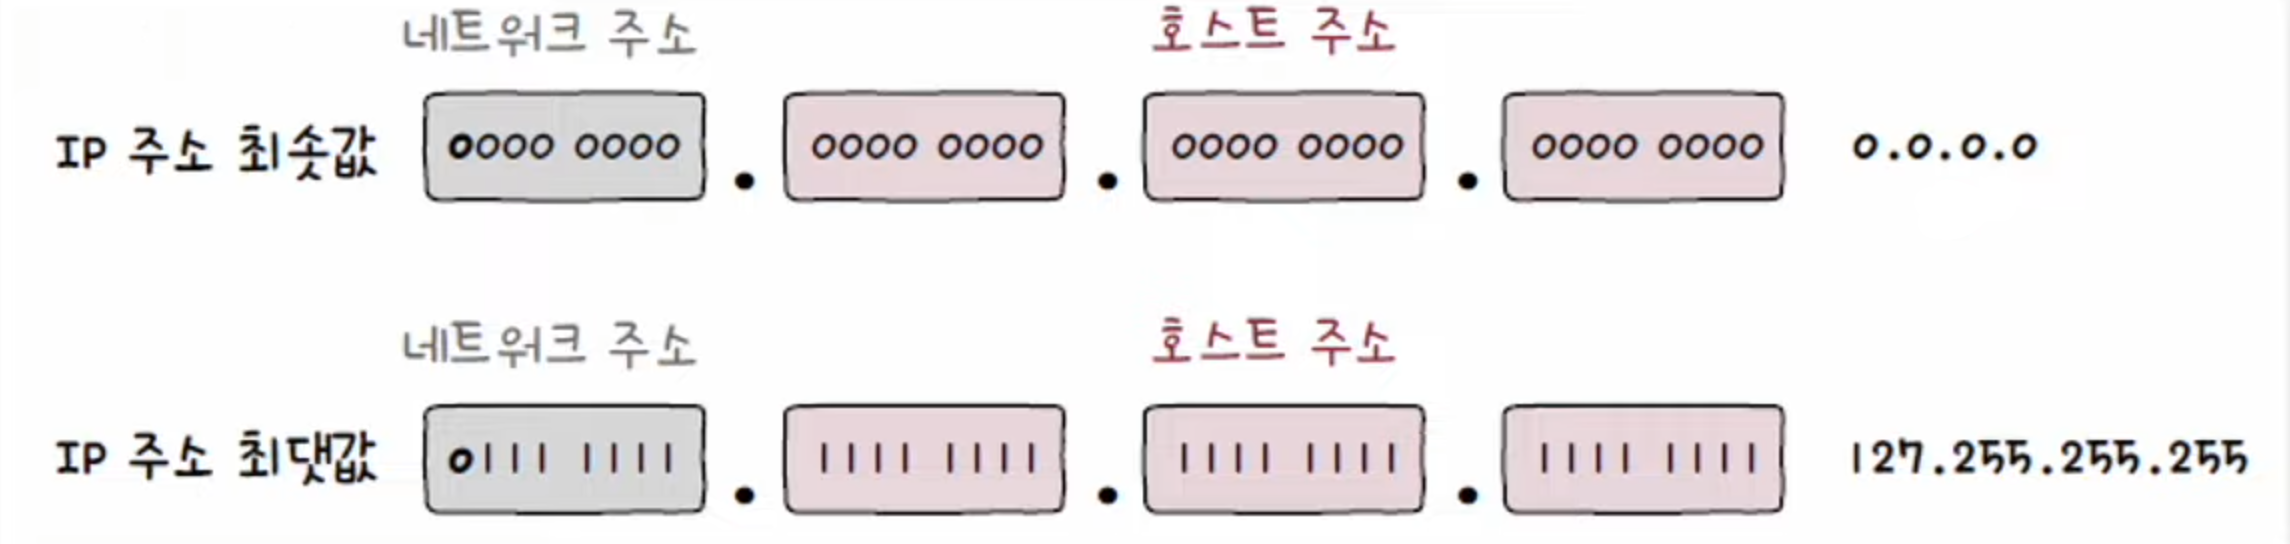 네트워크 주소 호스트 주소
IP 주소 최솟값 0000 0000 . 0000 0000 . 0000 0000 . 0000 0000 0.0.0.0
네트워크 주소 호스트 주소
IP 주소 최댓값 0111 1111 . 1111 1111 . 1111 1111 . 1111 1111 127.255.255.255